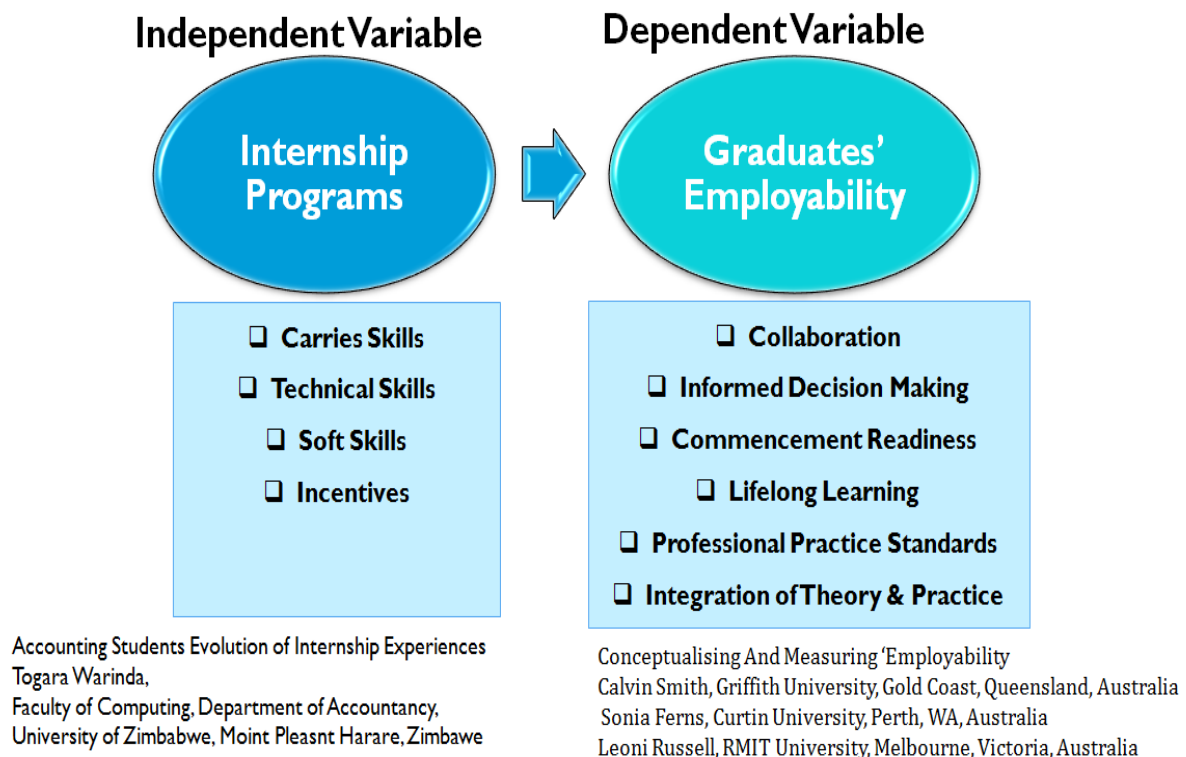 Independent Variable
Dependent Variable
Internship
Programs
Graduates’
Employability
Carries Skills
Technical Skills
Soft Skills
Incentives
Collaboration
Informed Decision Making
Commencement Readiness
Lifelong Learning
Professional Practice Standards
Integration of Theory & Practice
Accounting Students Evolution of Internship Experiences
Togara Warinda,
Faculty of Computing, Department of Accountancy,
University of Zimbabwe, Moint Pleasnt Harare, Zimbawe
Conceptualising And Measuring ‘Employability
Calvin Smith, Griffith University, Gold Coast, Queensland, Australia
Sonia Ferns, Curtin University, Perth, WA, Australia
Leoni Russell, RMIT University, Melbourne, Victoria, Australia